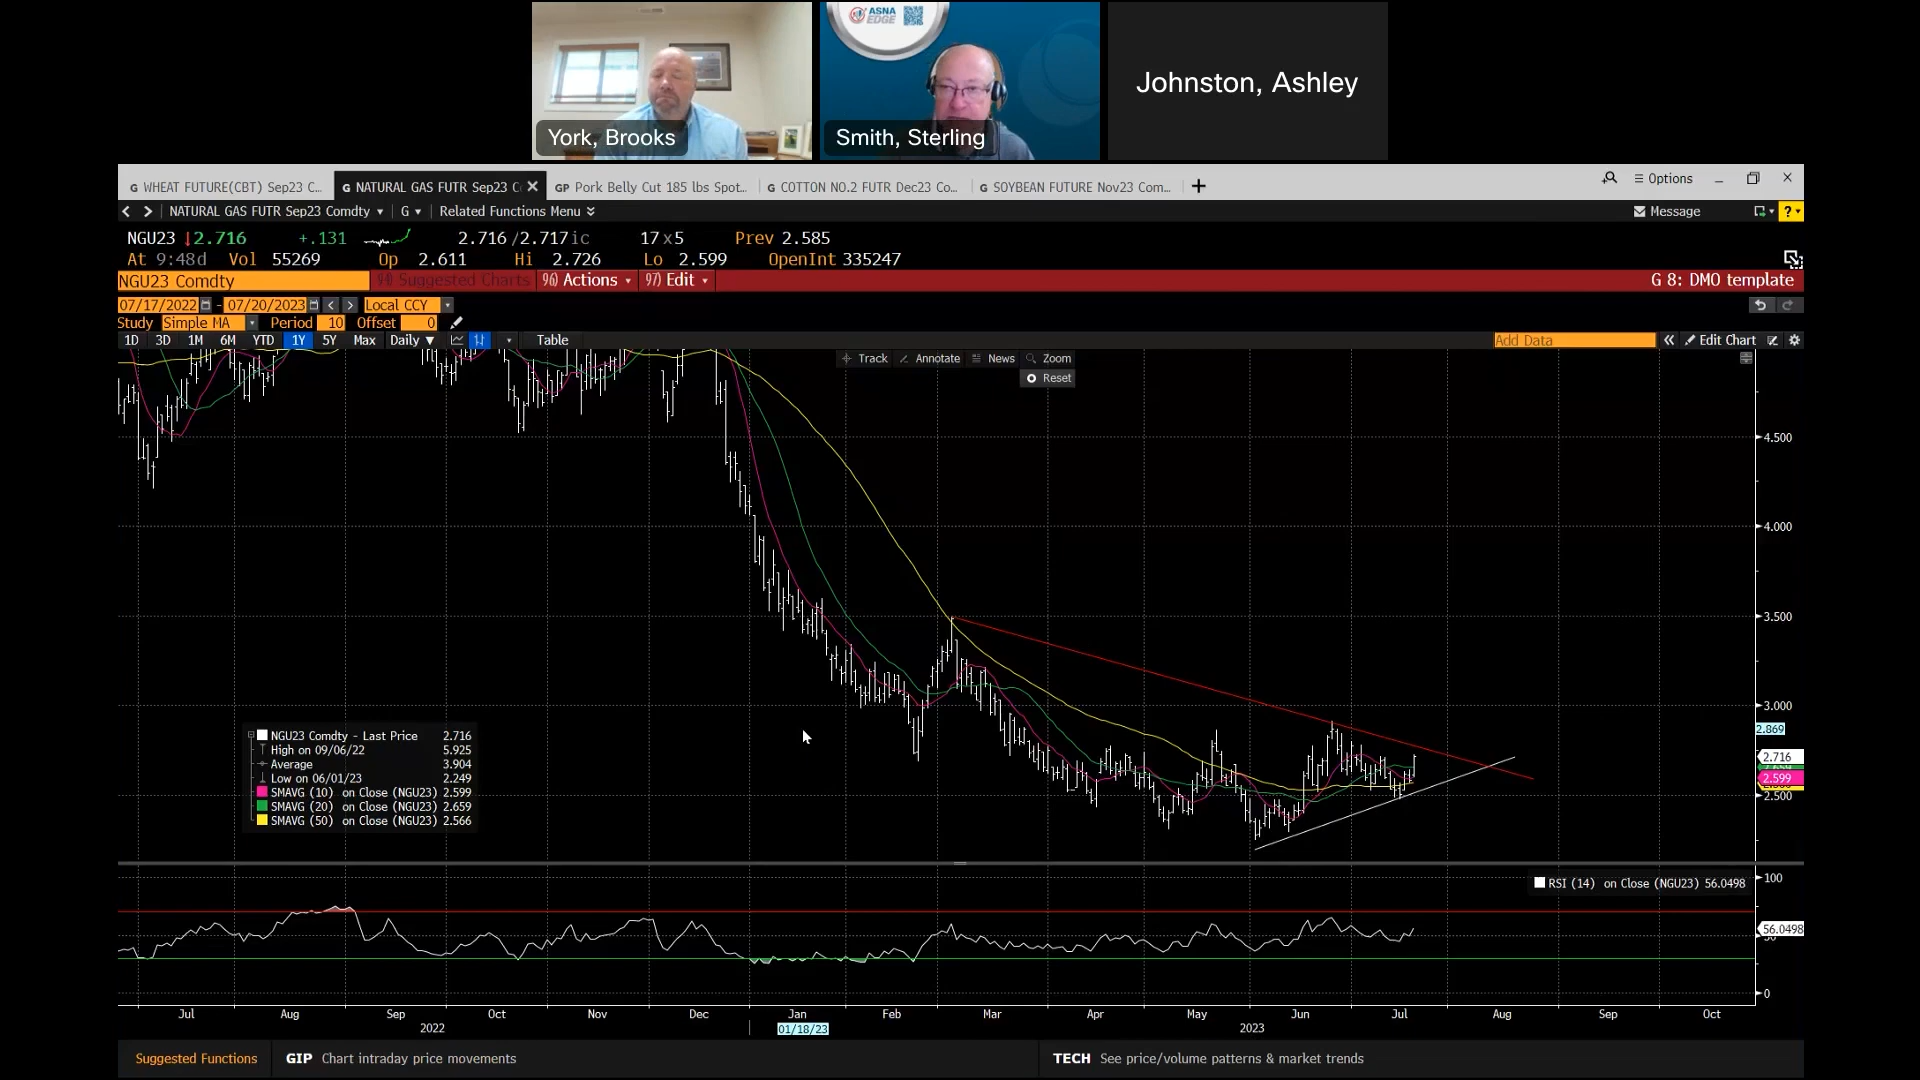 ASNA
EDGE
York, Brooks
Smith, Sterling
Johnston, Ashley
G WHEAT FUTURE(CBT) Sep23 C...
G NATURAL GAS FUTR Sep23 C
GP Pork Belly Cut 185 lbs Spot...
G COTTON NO.2 FUTR Dec23 Co...
G SOYBEAN FUTURE Nov23 Com...
Options
NATURAL GAS FUTR Sep23 Comdty G Related Functions Menu Message ?
NGU23 2.716 +.131 2.716/2.717ic 17x5 Prev 2.585
At 9:48d Vol 55269 Op 2.611 Hi 2.726 Lo 2.599 OpenInt 335247
NGU23 Comdty 94) Suggested Charts 96) Actions 97) Edit G 8: DMO template
07/17/2022 - 07/20/2023 Local CCY
Study Simple MA Period 10 Offset 0
1D 3D 1M 6M YTD 1Y 5Y Max Daily Table Add Data Edit Chart
Track Annotate News Zoom
Reset
4.500
4.000
3.500
3.000
2.869
2.716
2.599
2.500
NGU23 Comdty - Last Price 2.716
High on 09/06/22 5.925
Average 3.904
Low on 06/01/23 2.249
SMAVG (10) on Close (NGU23) 2.599
SMAVG (20) on Close (NGU23) 2.659
SMAVG (50) on Close (NGU23) 2.566
RSI (14) on Close (NGU23) 56.0498
100
56.0498
50
0
Jul Aug Sep Oct Nov Dec Jan Feb Mar Apr May Jun Jul Aug Sep Oct
2022 01/18/23 2023
Suggested Functions GIP Chart intraday price movements TECH See price/volume patterns & market trends